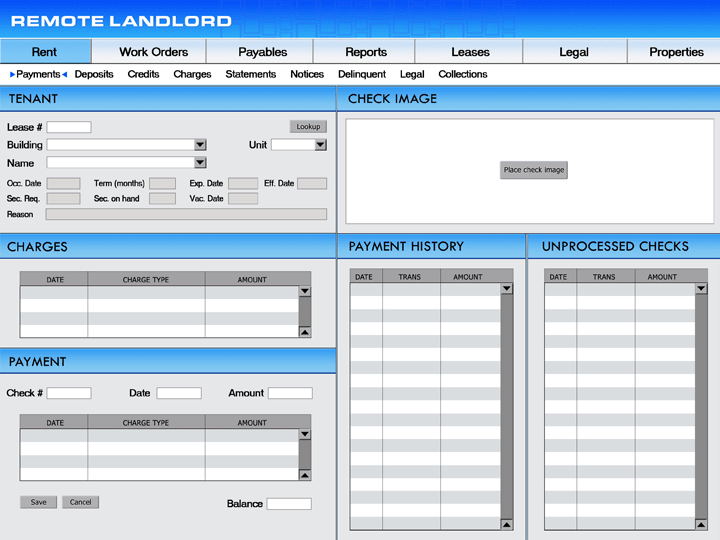 REMOTE LANDLORD
Rent Work Orders Payables Reports Leases Legal Properties
Payments Deposits Credits Charges Statements Notices Delinquent Legal Collections
TENANT
Lease # Lookup
Building Unit
Name
Occ. Date Term (months) Exp. Date Eff. Date
Sec. Req. Sec. on hand Vac. Date
Reason
CHECK IMAGE
Place check image
CHARGES
DATE CHARGE TYPE AMOUNT
PAYMENT
Check # Date Amount
DATE CHARGE TYPE AMOUNT
Save Cancel Balance
PAYMENT HISTORY
DATE TRANS AMOUNT
UNPROCESSED CHECKS
DATE TRANS AMOUNT